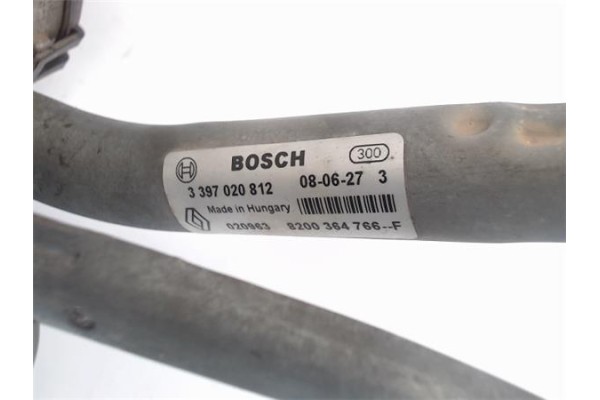 BOSCH 300
3 397 020 812 08-06-27 3
Made in Hungary
020963 8200 364 766--F